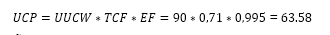 UCP = UUCW * TCF * EF = 90 * 0,71 * 0,995 = 63.58